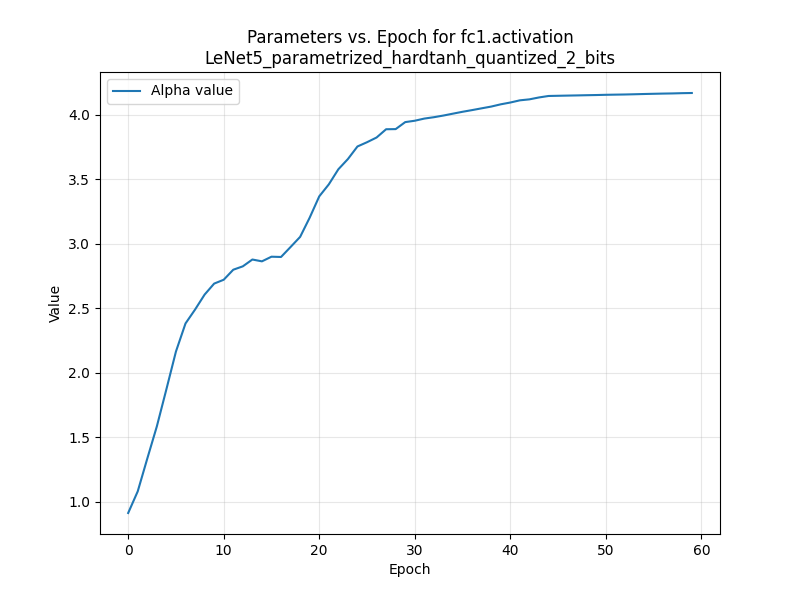 Parameters vs. Epoch for fc1.activation
LeNet5_parametrized_hardtanh_quantized_2_bits
Alpha value
4.0
3.5
3.0
2.5
2.0
1.5
1.0
Value
0 10 20 30 40 50 60
Epoch